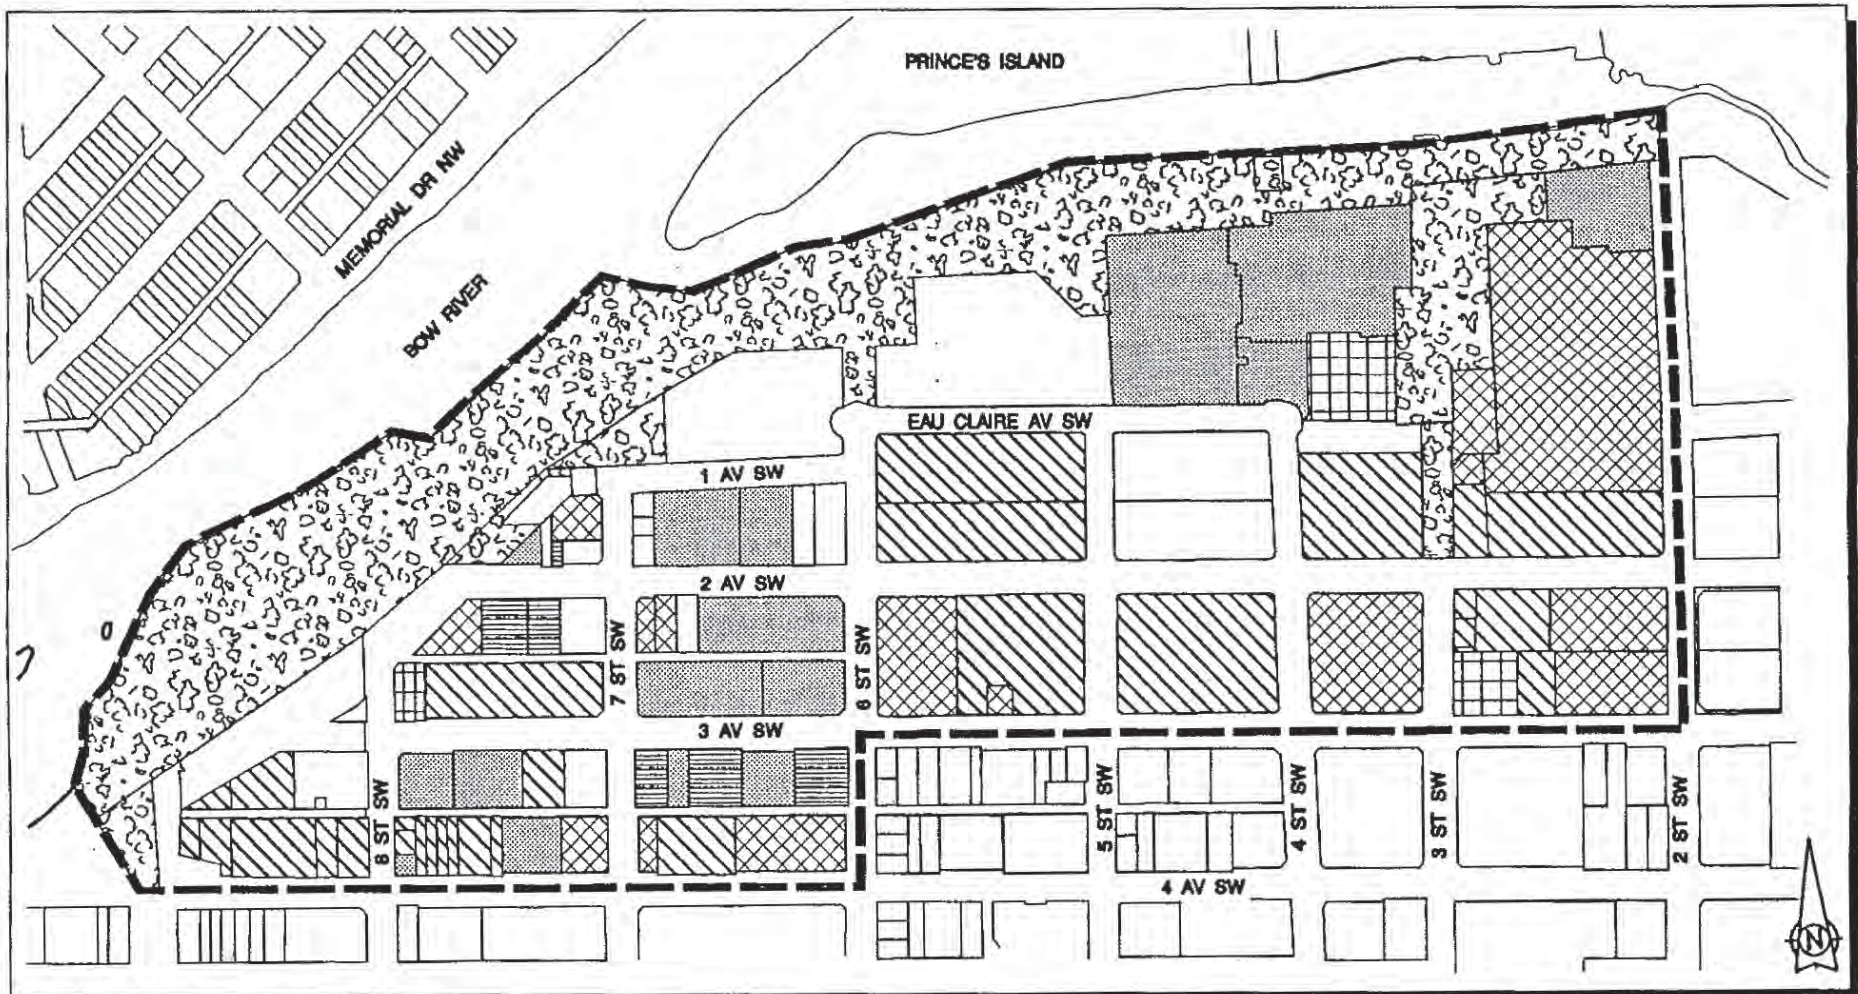 PRINCE'S ISLAND
MEMORIAL DR NW
BOW RIVER
EAU CLAIRE AV SW
1 AV SW
2 AV SW
7 ST SW
6 ST SW
3 AV SW
8 ST SW
5 ST SW
4 ST SW
3 ST SW
2 ST SW
4 AV SW
N